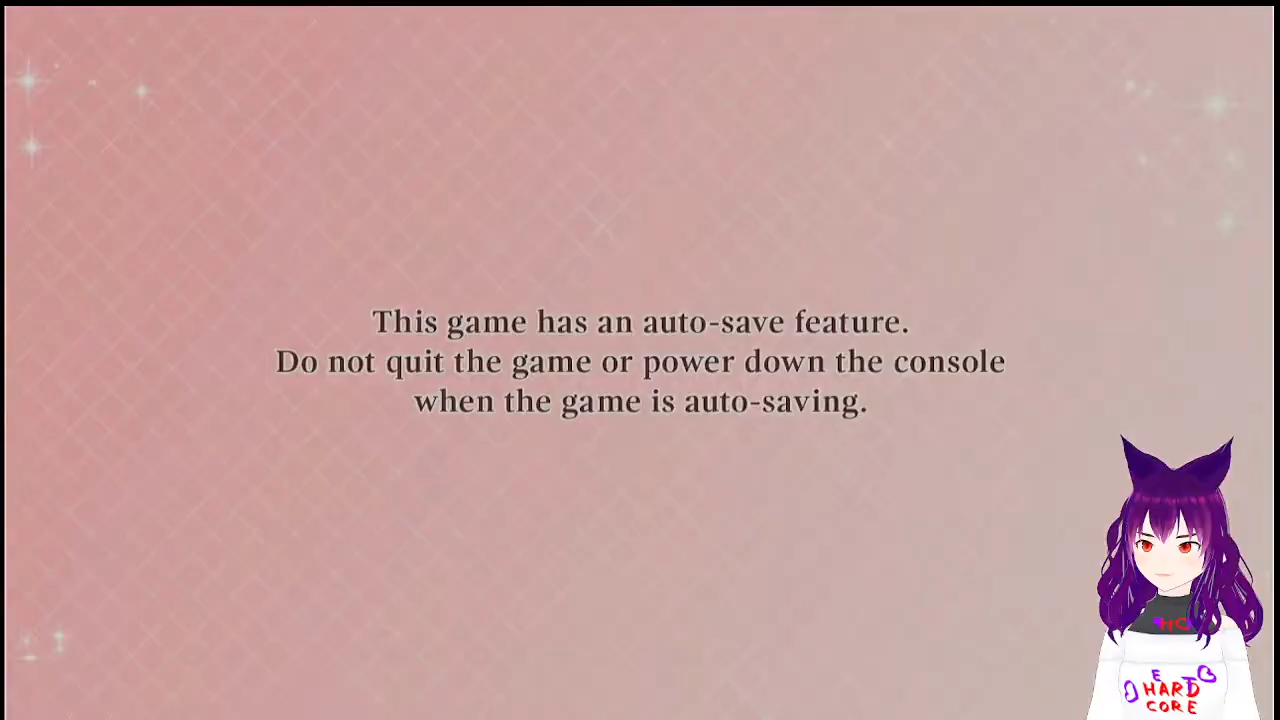 This game has an auto-save feature.
Do not quit the game or power down the console
when the game is auto-saving.
HC
HARD
CORE